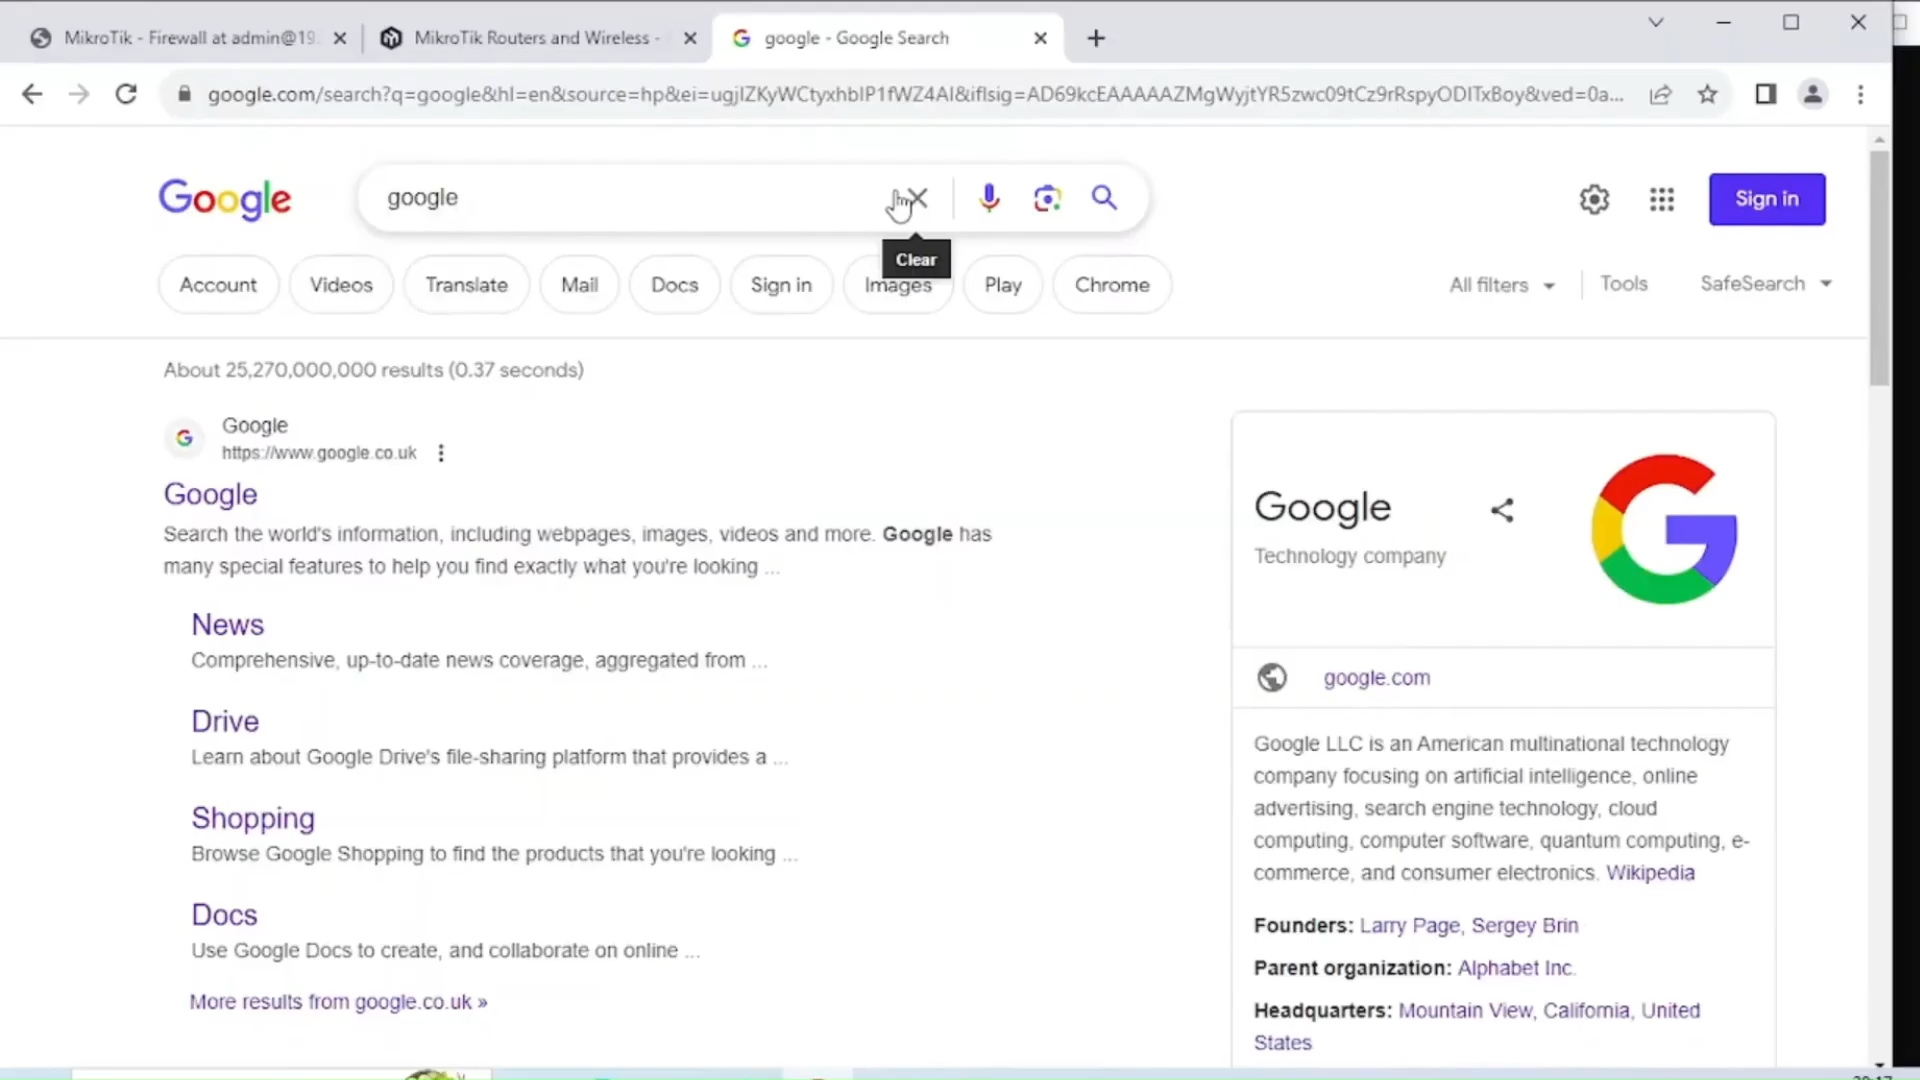 MikroTik - Firewall at admin@19
MikroTik Routers and Wireless -
google - Google Search
google.com/search?q=google&hl=en&source=hp&ei=ugjIZKyWCtyxhbIP1fWZ4AI&iflsig=AD69kcEAAAAAZMgWyjtYR5zwc09tCz9rRspyODITxBoy&ved=0a...
Google
google
Sign in
Clear
Account
Videos
Translate
Mail
Docs
Sign in
Images
Play
Chrome
All filters
Tools
SafeSearch
About 25,270,000,000 results (0.37 seconds)
Google
https://www.google.co.uk
Google
Search the world's information, including webpages, images, videos and more. Google has
many special features to help you find exactly what you're looking ...
News
Comprehensive, up-to-date news coverage, aggregated from ...
Drive
Learn about Google Drive's file-sharing platform that provides a ...
Shopping
Browse Google Shopping to find the products that you're looking ...
Docs
Use Google Docs to create, and collaborate on online ...
More results from google.co.uk »
Google
Technology company
google.com
Google LLC is an American multinational technology
company focusing on artificial intelligence, online
advertising, search engine technology, cloud
computing, computer software, quantum computing, e-
commerce, and consumer electronics. Wikipedia
Founders: Larry Page, Sergey Brin
Parent organization: Alphabet Inc.
Headquarters: Mountain View, California, United
States